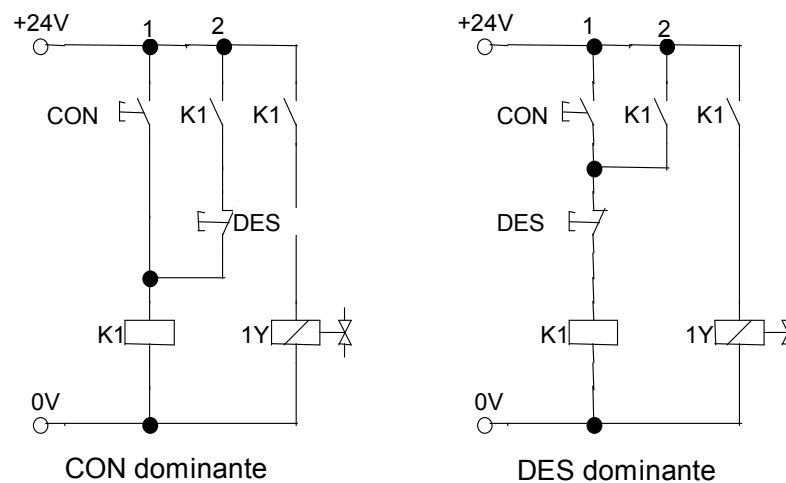 +24V 1 2
CON K1 K1
DES
K1 1Y
0V
CON dominante
+24V 1 2
CON K1 K1
DES
K1 1Y
0V
DES dominante